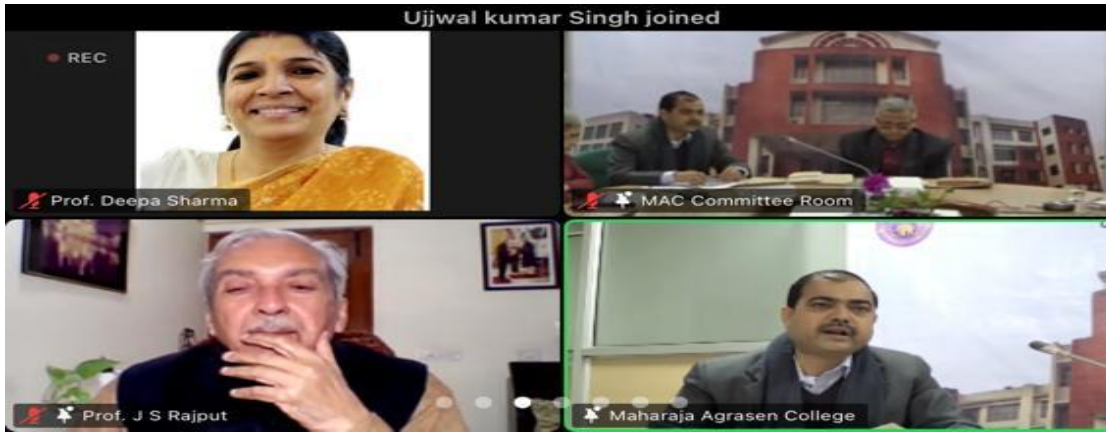 Ujjwal kumar Singh joined
REC
Prof. Deepa Sharma
MAC Committee Room
Prof. J S Rajput
Maharaja Agrasen College